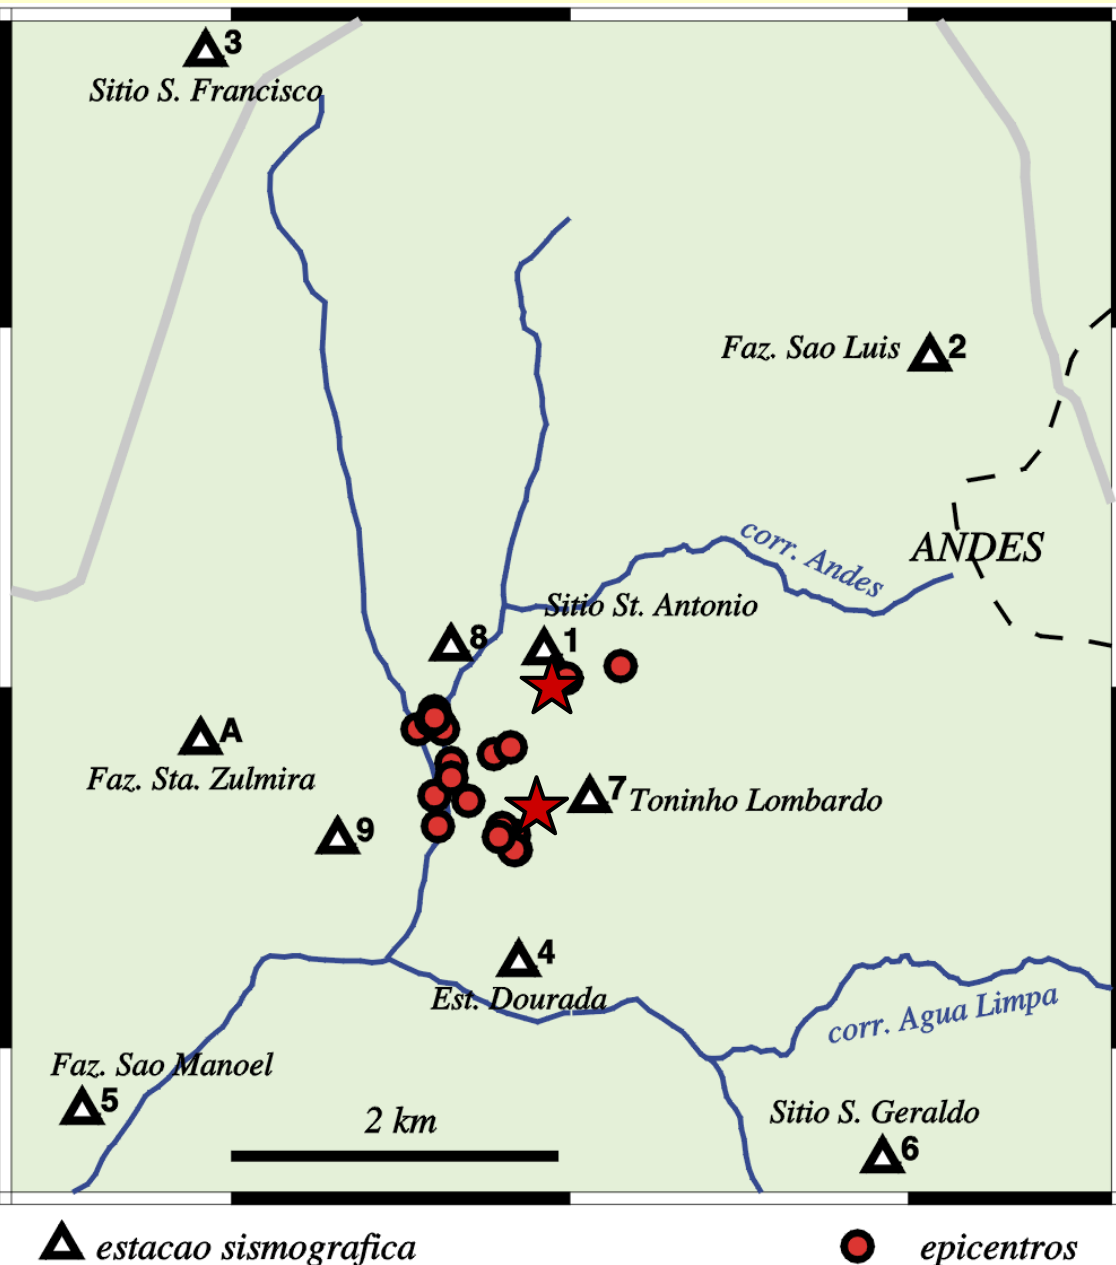 3
Sitio S. Francisco
Faz. Sao Luis 2
corr. Andes
ANDES
Sitio St. Antonio
8
1
A
Faz. Sta. Zulmira
7 Toninho Lombardo
9
4
Est. Dourada
corr. Agua Limpa
Faz. Sao Manoel
5
2 km
Sitio S. Geraldo
6
estacao sismografica
epicentros